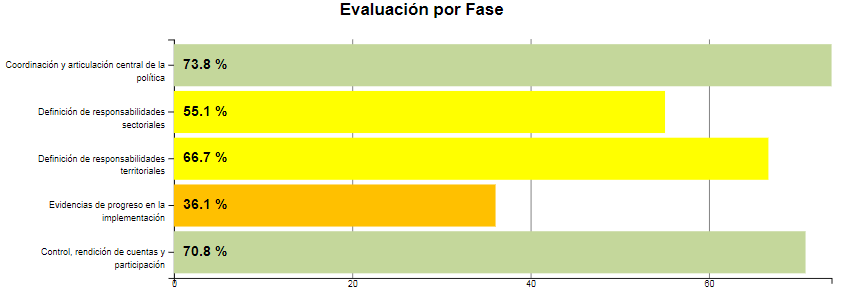 Evaluación por Fase
Coordinación y articulación central de la
política
73.8 %
Definición de responsabilidades
sectoriales
55.1 %
Definición de responsabilidades
territoriales
66.7 %
Evidencias de progreso en la
implementación
36.1 %
Control, rendición de cuentas y
participación
70.8 %
0 20 40 60